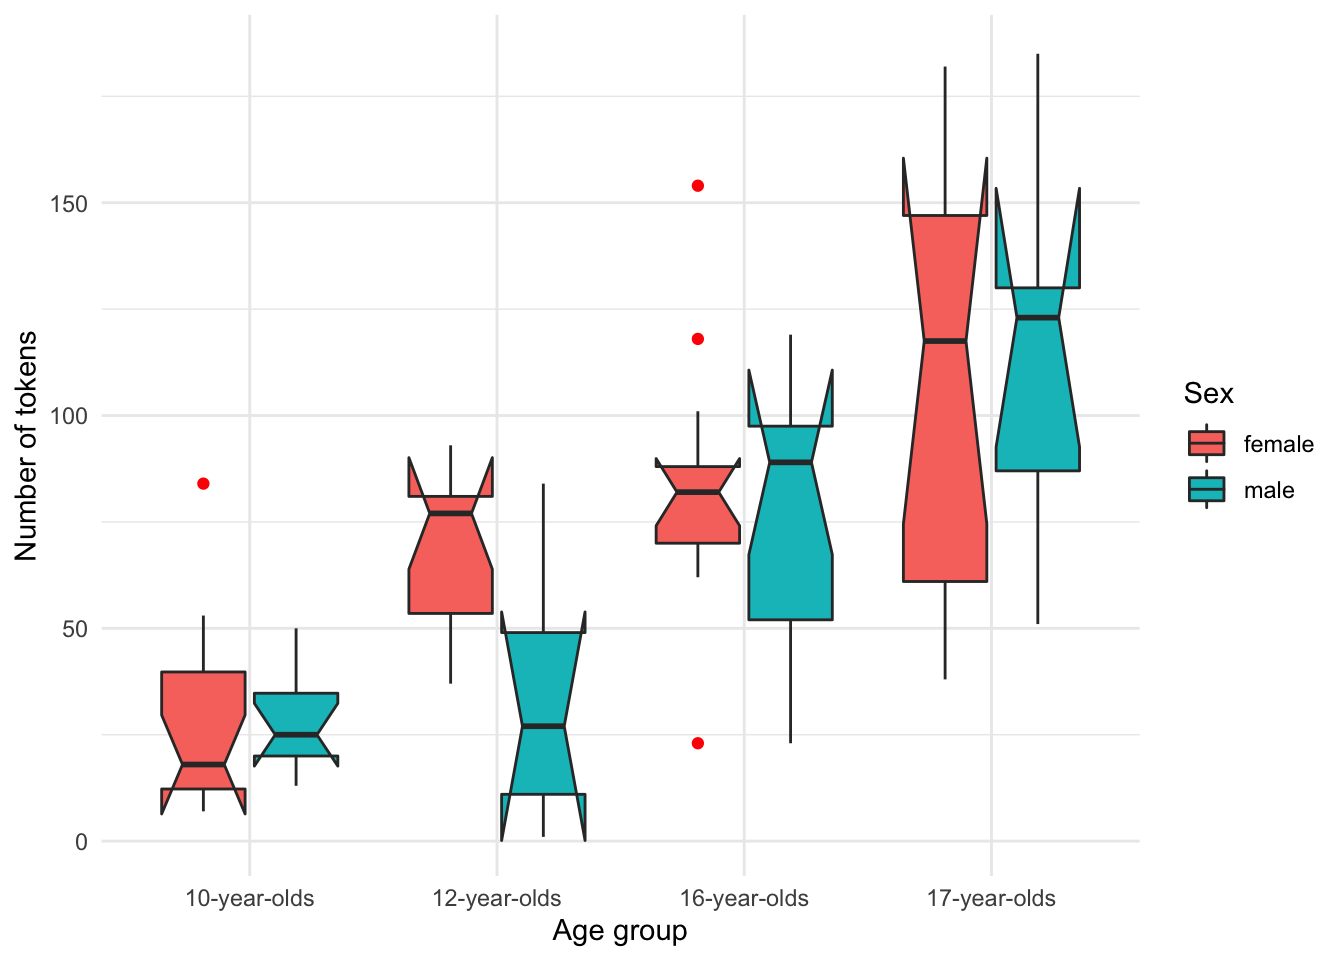 Number of tokens
150
100
50
0
10-year-olds
12-year-olds
16-year-olds
17-year-olds
Age group
Sex
female
male